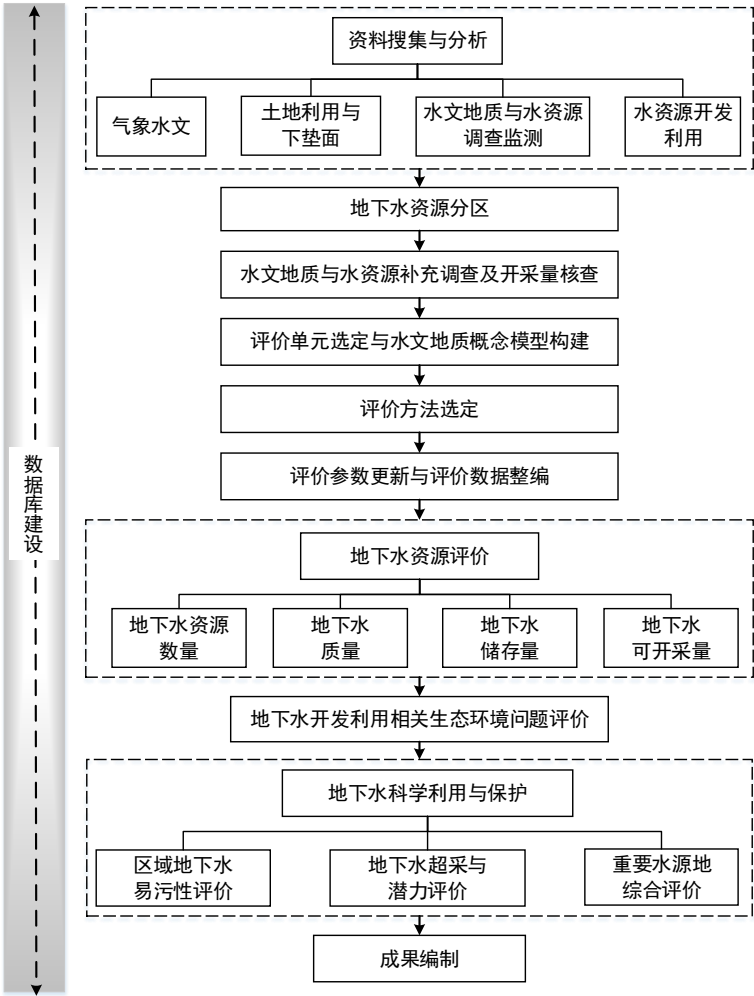 资料搜集与分析
气象水文
土地利用与
下垫面
水文地质与水资源
调查监测
水资源开发
利用
地下水资源分区
水文地质与水资源补充调查及开采量核查
评价单元选定与水文地质概念模型构建
评价方法选定
评价参数更新与评价数据整编
数据库建设
地下水资源评价
地下水资源
数量
地下水
质量
地下水
储存量
地下水
可开采量
地下水开发利用相关生态环境问题评价
地下水科学利用与保护
区域地下水
易污性评价
地下水超采与
潜力评价
重要水源地
综合评价
成果编制